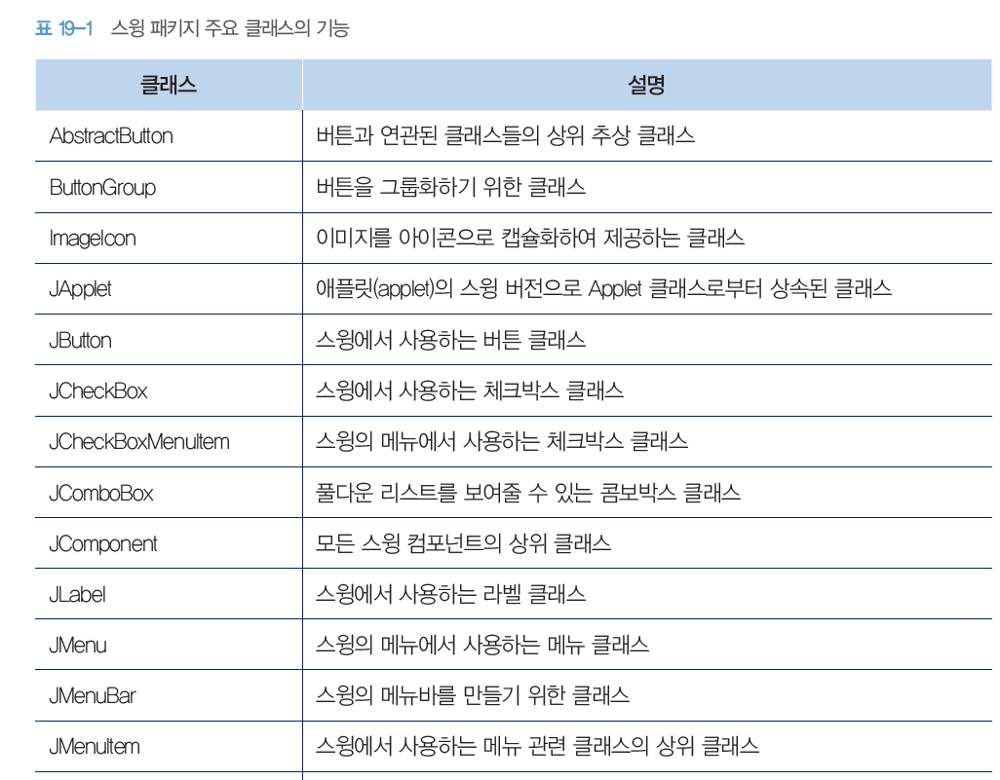 표 19-1 스윙 패키지 주요 클래스의 기능
클래스 설명
AbstractButton 버튼과 연관된 클래스들의 상위 추상 클래스
ButtonGroup 버튼을 그룹화하기 위한 클래스
ImageIcon 이미지를 아이콘으로 캡슐화하여 제공하는 클래스
JApplet 애플릿(applet)의 스윙 버전으로 Applet 클래스로부터 상속된 클래스
JButton 스윙에서 사용하는 버튼 클래스
JCheckBox 스윙에서 사용하는 체크박스 클래스
JCheckBoxMenuItem 스윙의 메뉴에서 사용하는 체크박스 클래스
JComboBox 풀다운 리스트를 보여줄 수 있는 콤보박스 클래스
JComponent 모든 스윙 컴포넌트의 상위 클래스
JLabel 스윙에서 사용하는 라벨 클래스
JMenu 스윙의 메뉴에서 사용하는 메뉴 클래스
JMenuBar 스윙의 메뉴바를 만들기 위한 클래스
JMenuItem 스윙에서 사용하는 메뉴 관련 클래스의 상위 클래스